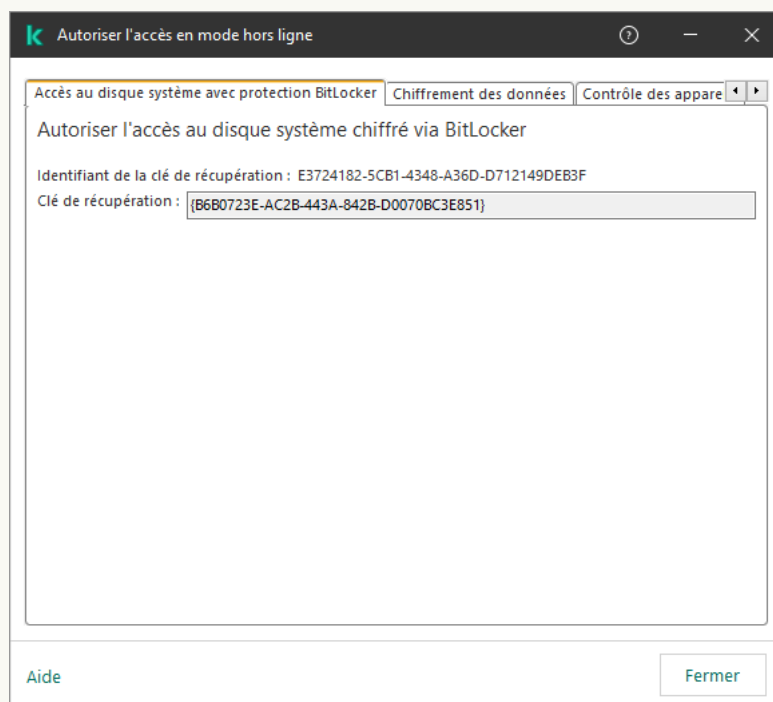 Autoriser l'accès en mode hors ligne
Accès au disque système avec protection BitLocker
Chiffrement des données
Contrôle des appare
Autoriser l'accès au disque système chiffré via BitLocker
Identifiant de la clé de récupération : E3724182-5CB1-4348-A36D-D712149DEB3F
Clé de récupération : {B6B0723E-AC2B-443A-842B-D0070BC3E851}
Aide
Fermer